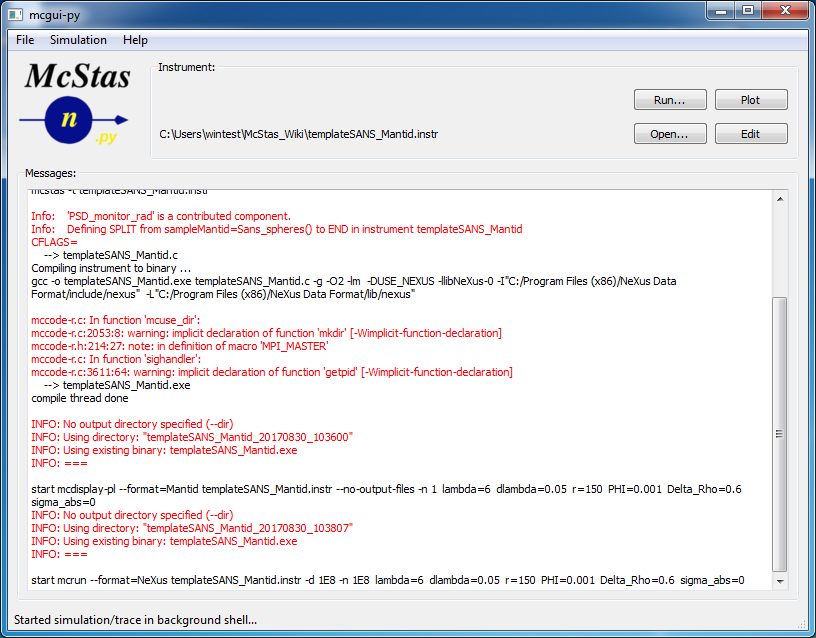 mcgui-py
File Simulation Help
McStas
n
.py
Instrument:
Run...
Plot
C:\Users\wintest\McStas_Wiki\templateSANS_Mantid.instr
Open...
Edit
Messages:
mcstas -t templateSANS_Mantid.instr
Info: 'PSD_monitor_rad' is a contributed component.
Info: Defining SPLIT from sampleMantid=Sans_spheres() to END in instrument templateSANS_Mantid
CFLAGS=
--> templateSANS_Mantid.c
Compiling instrument to binary ...
gcc -o templateSANS_Mantid.exe templateSANS_Mantid.c -g -O2 -lm -DUSE_NEXUS -llibNeXus-0 -I"C:/Program Files (x86)/NeXus Data
Format/include/nexus" -L"C:/Program Files (x86)/NeXus Data Format/lib/nexus"
mccode-r.c: In function 'mcuse_dir':
mccode-r.c:2053:8: warning: implicit declaration of function 'mkdir' [-Wimplicit-function-declaration]
mccode-r.h:214:27: note: in definition of macro 'MPI_MASTER'
mccode-r.c: In function 'sighandler':
mccode-r.c:3611:64: warning: implicit declaration of function 'getpid' [-Wimplicit-function-declaration]
--> templateSANS_Mantid.exe
compile thread done
INFO: No output directory specified (--dir)
INFO: Using directory: "templateSANS_Mantid_20170830_103600"
INFO: Using existing binary: templateSANS_Mantid.exe
INFO: ===
start mcdisplay-pl --format=Mantid templateSANS_Mantid.instr --no-output-files -n 1 lambda=6 dlambda=0.05 r=150 PHI=0.001 Delta_Rho=0.6
sigma_abs=0
INFO: No output directory specified (--dir)
INFO: Using directory: "templateSANS_Mantid_20170830_103807"
INFO: Using existing binary: templateSANS_Mantid.exe
INFO: ===
start mcrun --format=NeXus templateSANS_Mantid.instr -d 1E8 -n 1E8 lambda=6 dlambda=0.05 r=150 PHI=0.001 Delta_Rho=0.6 sigma_abs=0
Started simulation/trace in background shell...